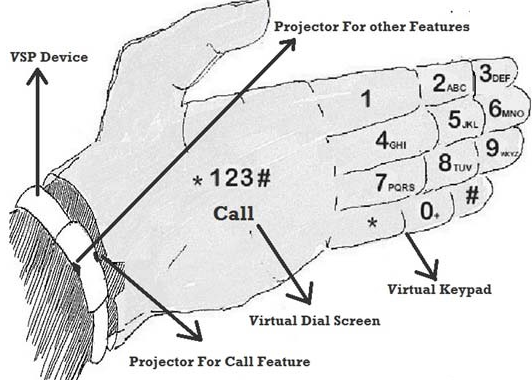 Projector For other Features
VSP Device
1
2ABC
3DEF
4GHI
5JKL
6MNO
7PQRS
8TUV
9WXYZ
*
0+
#
*123#
Call
Virtual Keypad
Virtual Dial Screen
Projector For Call Feature